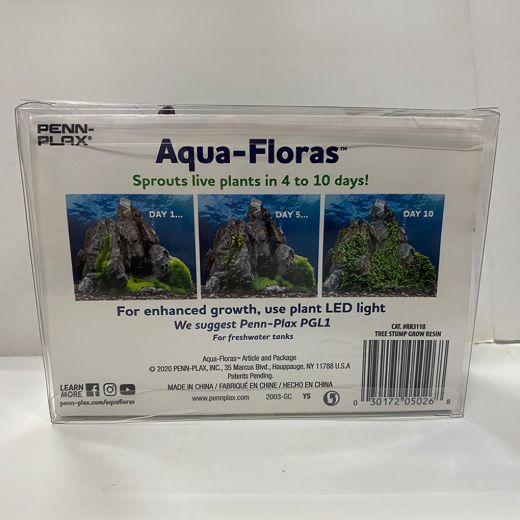 PENN-
PLAX®
Aqua-Floras™
Sprouts live plants in 4 to 10 days!
DAY 1...
DAY 5...
DAY 10
For enhanced growth, use plant LED light
We suggest Penn-Plax PGL1
For freshwater tanks
CAT. #RR3118
TREE STUMP GROW RESIN
Aqua-Floras™ Article and Package
© 2020 PENN-PLAX, INC., 35 Marcus Blvd., Hauppauge, NY 11788 U.S.A
Patents Pending.
MADE IN CHINA / FABRIQUÉ EN CHINE / HECHO EN CHINA
www.pennplax.com 2003-GC YS
LEARN
MORE
penn-plax.com/aquafloras
0 30172 05026 8